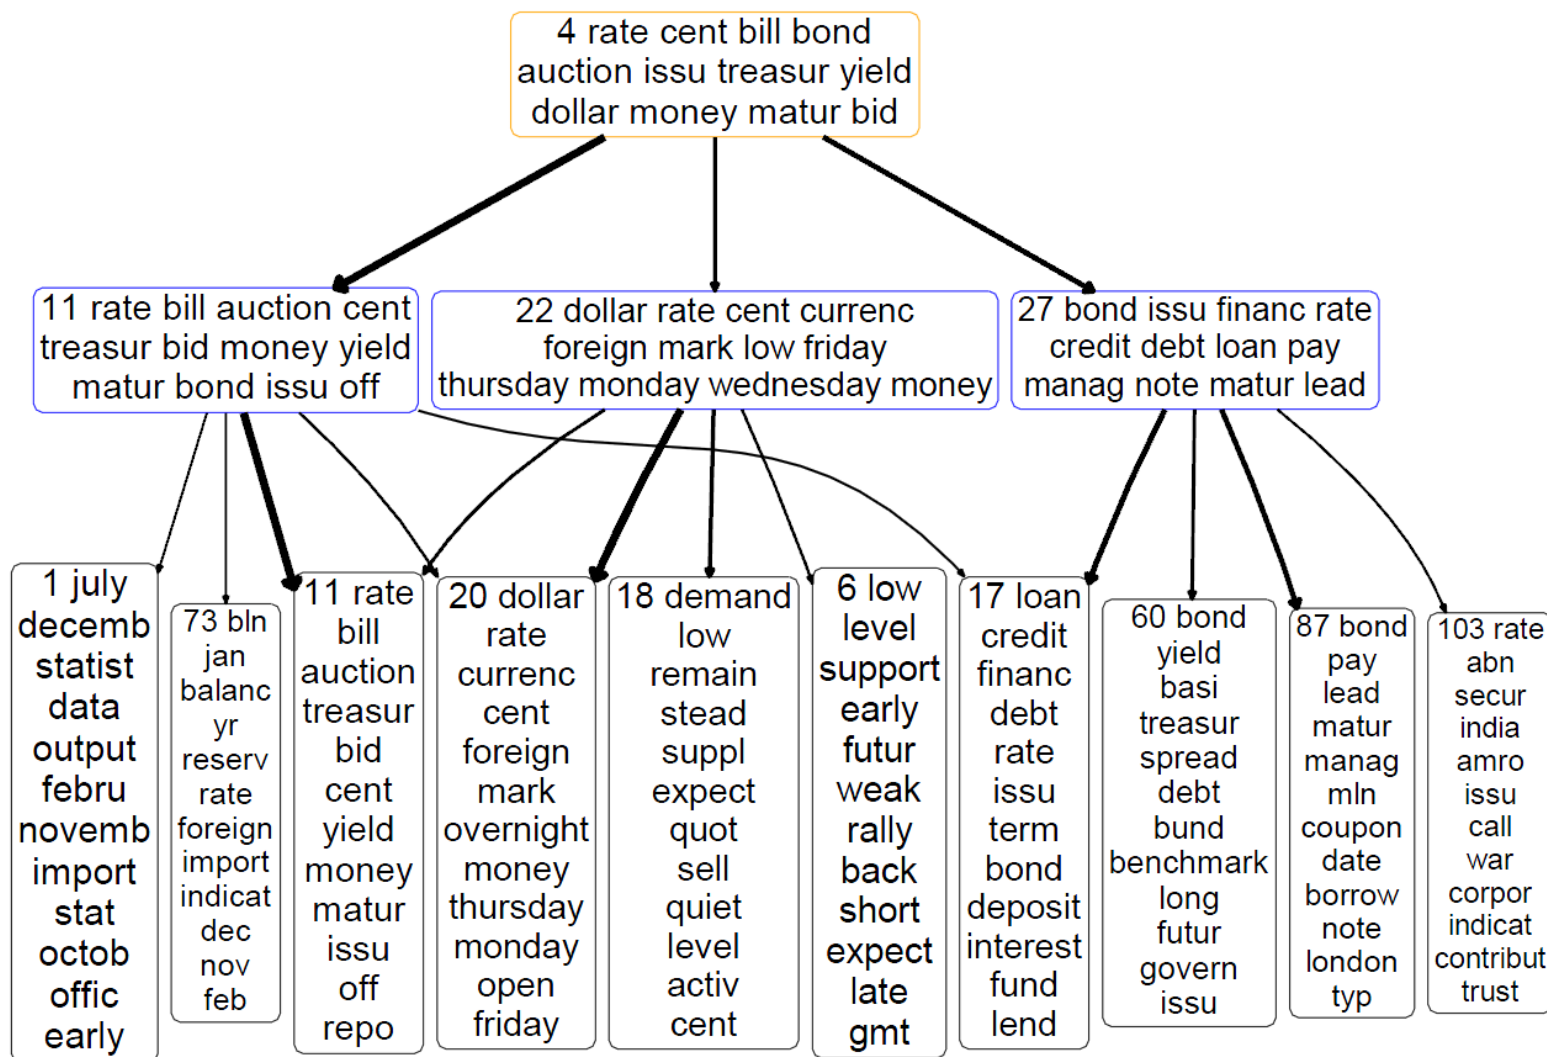 4 rate cent bill bond
auction issu treasur yield
dollar money matur bid
11 rate bill auction cent
treasur bid money yield
matur bond issu off
22 dollar rate cent currenc
foreign mark low friday
thursday monday wednesday money
27 bond issu financ rate
credit debt loan pay
manag note matur lead
1 july
decemb
statist
data
output
febru
novemb
import
stat
octob
offic
early
73 bln
jan
balanc
yr
reserv
rate
foreign
import
indicat
dec
nov
feb
11 rate
bill
auction
treasur
bid
cent
yield
money
matur
issu
off
repo
20 dollar
rate
currenc
cent
foreign
mark
overnight
money
thursday
monday
open
friday
18 demand
low
remain
stead
suppl
expect
quot
sell
quiet
level
activ
cent
6 low
level
support
early
futur
weak
rally
back
short
expect
late
gmt
17 loan
credit
financ
debt
rate
issu
term
bond
deposit
interest
fund
lend
60 bond
yield
basi
treasur
spread
debt
bund
benchmark
long
futur
govern
issu
87 bond
pay
lead
matur
manag
mln
coupon
date
borrow
note
london
typ
103 rate
abn
secur
india
amro
issu
call
war
corpor
indicat
contribut
trust